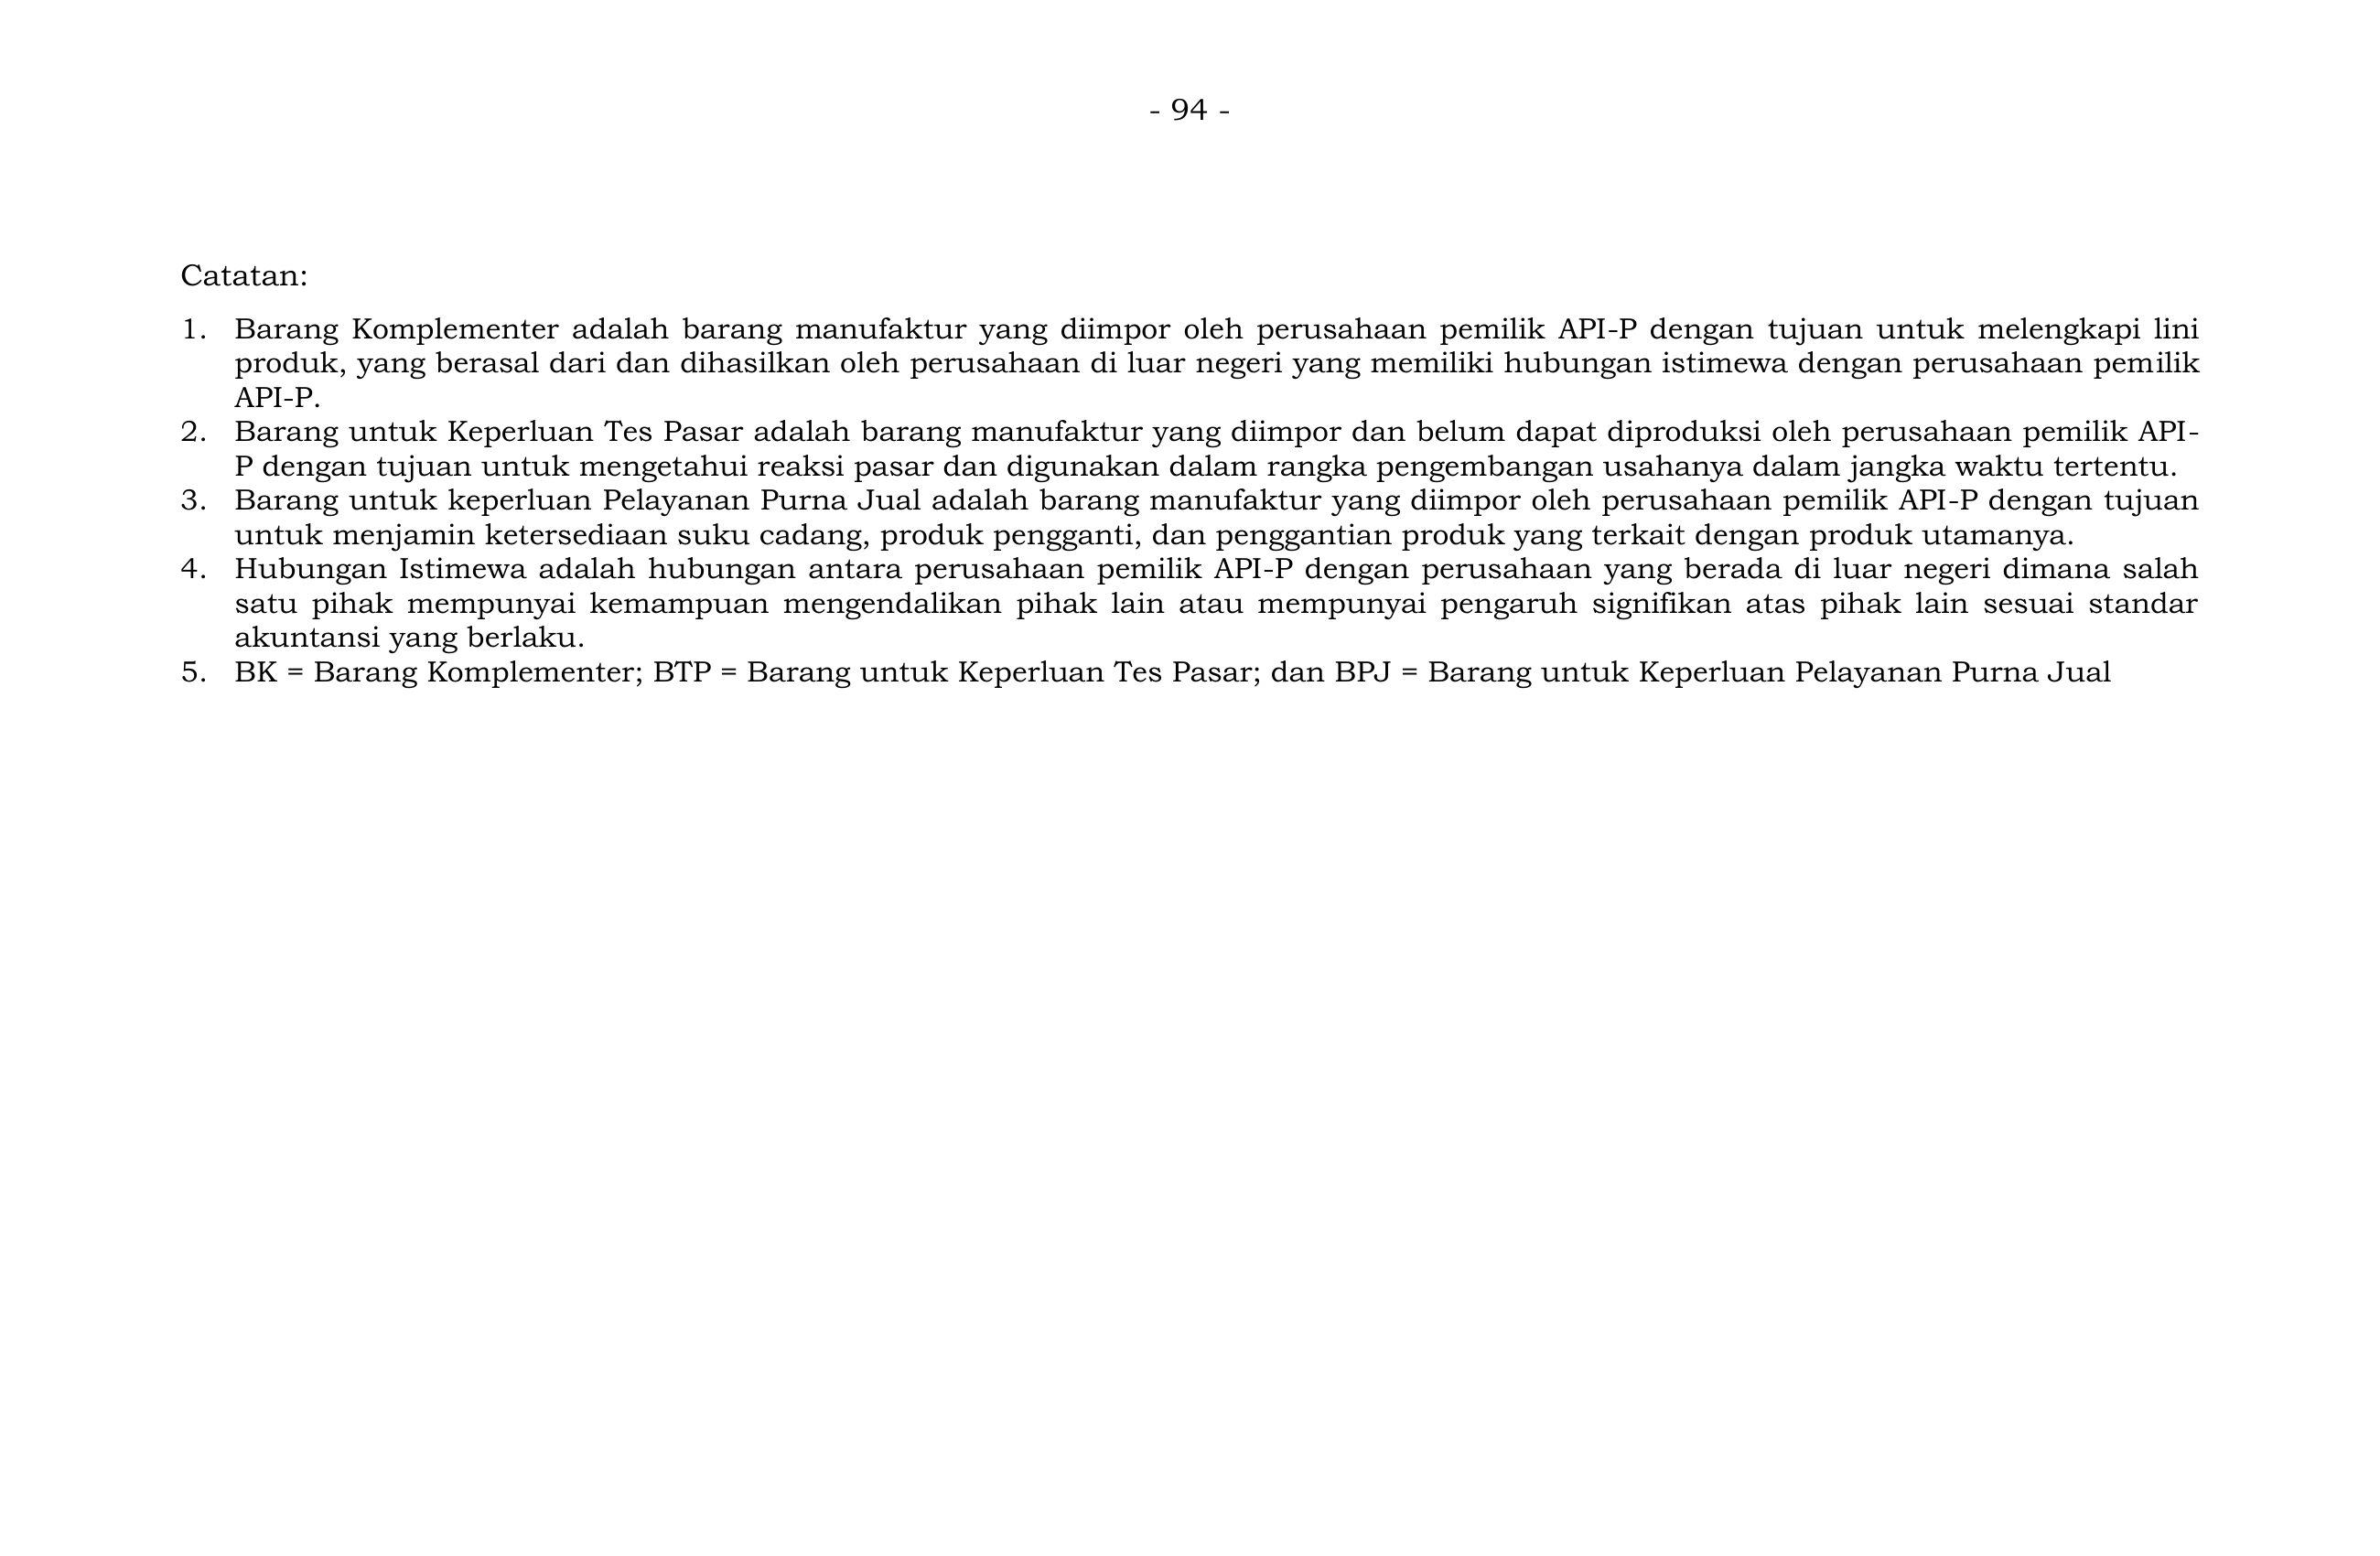 - 94 -
Catatan:
1. Barang Komplementer adalah barang manufaktur yang diimpor oleh perusahaan pemilik API-P dengan tujuan untuk melengkapi lini
produk, yang berasal dari dan dihasilkan oleh perusahaan di luar negeri yang memiliki hubungan istimewa dengan perusahaan pemilik
API-P.
2. Barang untuk Keperluan Tes Pasar adalah barang manufaktur yang diimpor dan belum dapat diproduksi oleh perusahaan pemilik API-
P dengan tujuan untuk mengetahui reaksi pasar dan digunakan dalam rangka pengembangan usahanya dalam jangka waktu tertentu.
3. Barang untuk keperluan Pelayanan Purna Jual adalah barang manufaktur yang diimpor oleh perusahaan pemilik API-P dengan tujuan
untuk menjamin ketersediaan suku cadang, produk pengganti, dan penggantian produk yang terkait dengan produk utamanya.
4. Hubungan Istimewa adalah hubungan antara perusahaan pemilik API-P dengan perusahaan yang berada di luar negeri dimana salah
satu pihak mempunyai kemampuan mengendalikan pihak lain atau mempunyai pengaruh signifikan atas pihak lain sesuai standar
akuntansi yang berlaku.
5. BK = Barang Komplementer; BTP = Barang untuk Keperluan Tes Pasar; dan BPJ = Barang untuk Keperluan Pelayanan Purna Jual